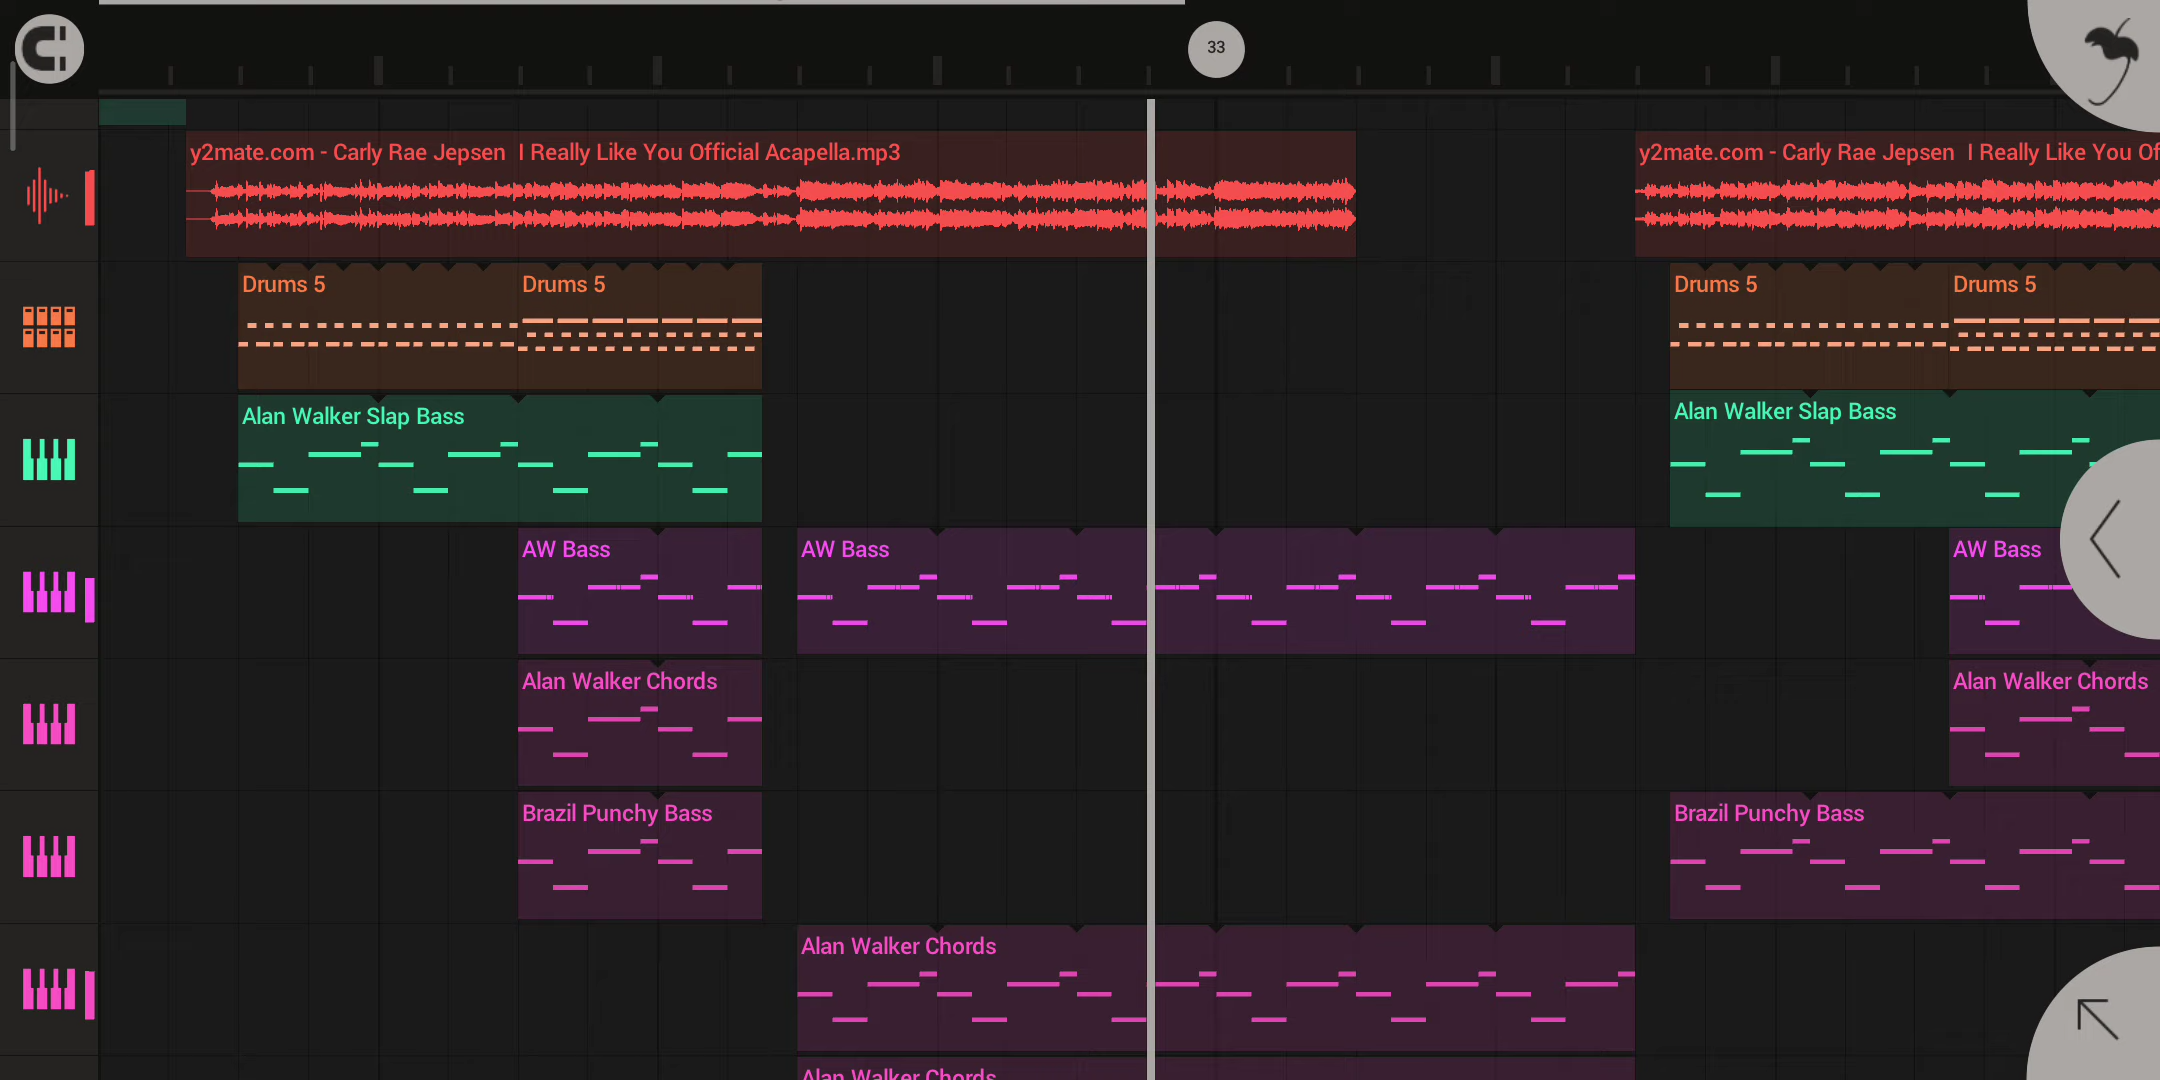 33
y2mate.com - Carly Rae Jepsen  I Really Like You Official Acapella.mp3
y2mate.com - Carly Rae Jepsen  I Really Like You Of
Drums 5
Drums 5
Drums 5
Drums 5
Alan Walker Slap Bass
Alan Walker Slap Bass
AW Bass
AW Bass
AW Bass
Alan Walker Chords
Alan Walker Chords
Brazil Punchy Bass
Brazil Punchy Bass
Alan Walker Chords
Alan Walker Chords